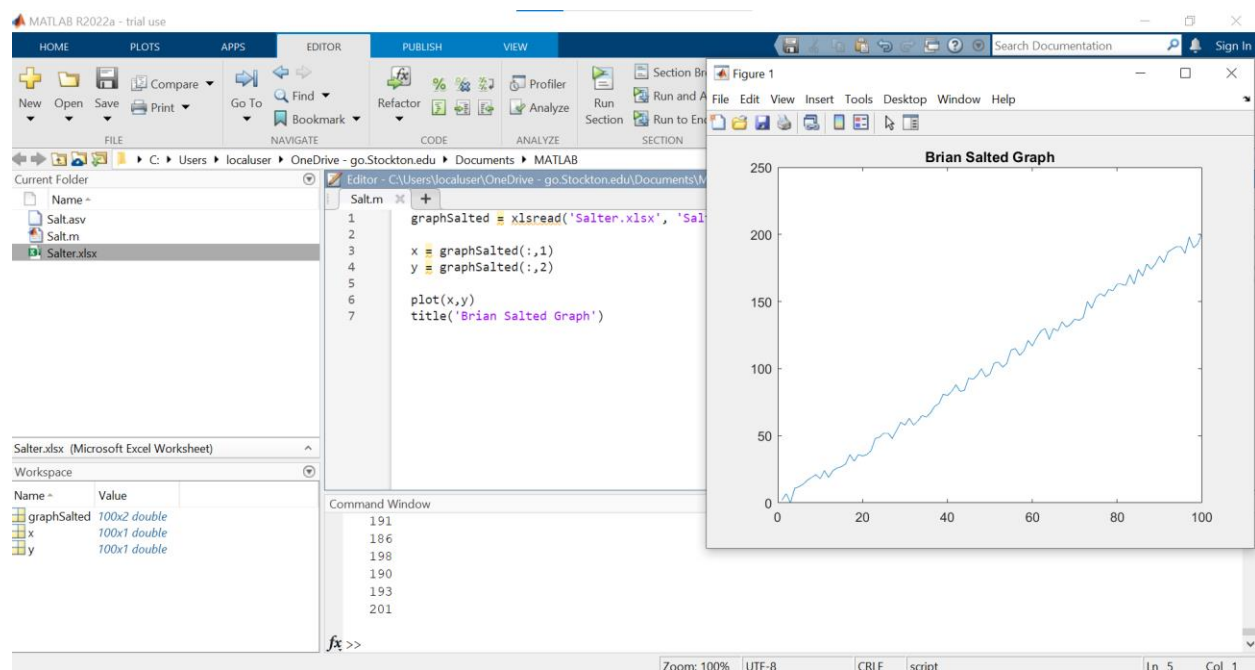 MATLAB R2022a - trial use
HOME PLOTS APPS EDITOR PUBLISH VIEW
Search Documentation
Sign In
New Open Save
Compare
Print
FILE
Go To
Find
Bookmark
NAVIGATE
Refactor
CODE
Profiler
Analyze
ANALYZE
Run Section
Section Br
Run and A
Run to En
SECTION
C: Users localuser OneDrive - go.Stockton.edu Documents MATLAB
Current Folder
Name
Salt.asv
Salt.m
Salter.xlsx
Salter.xlsx (Microsoft Excel Worksheet)
Workspace
Name Value
graphSalted 100x2 double
x 100x1 double
y 100x1 double
Editor - C:\Users\localuser\OneDrive - go.Stockton.edu\Documents\M
Salt.m
1 graphSalted = xlsread('Salter.xlsx', 'Sal
2
3 x = graphSalted(:,1)
4 y = graphSalted(:,2)
5
6 plot(x,y)
7 title('Brian Salted Graph')
Command Window
191
186
198
190
193
201
fx >>
Figure 1
File Edit View Insert Tools Desktop Window Help
Brian Salted Graph
250
200
150
100
50
0
0 20 40 60 80 100
Zoom: 100% UTF-8 CRLF script Ln 5 Col 1